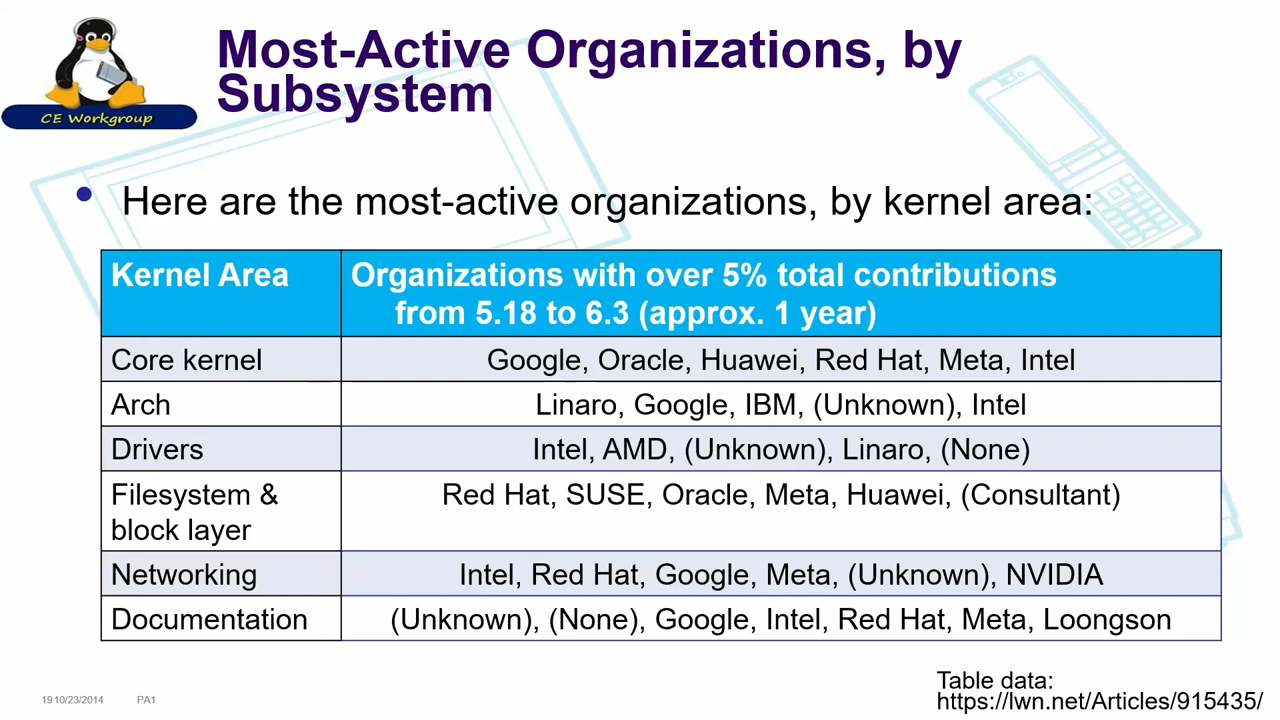 CE Workgroup
Most-Active Organizations, by
Subsystem
• Here are the most-active organizations, by kernel area:
Kernel Area
Organizations with over 5% total contributions
from 5.18 to 6.3 (approx. 1 year)
Core kernel
Google, Oracle, Huawei, Red Hat, Meta, Intel
Arch
Linaro, Google, IBM, (Unknown), Intel
Drivers
Intel, AMD, (Unknown), Linaro, (None)
Filesystem &
block layer
Red Hat, SUSE, Oracle, Meta, Huawei, (Consultant)
Networking
Intel, Red Hat, Google, Meta, (Unknown), NVIDIA
Documentation
(Unknown), (None), Google, Intel, Red Hat, Meta, Loongson
Table data:
https://lwn.net/Articles/915435/
1910/23/2014 PA1